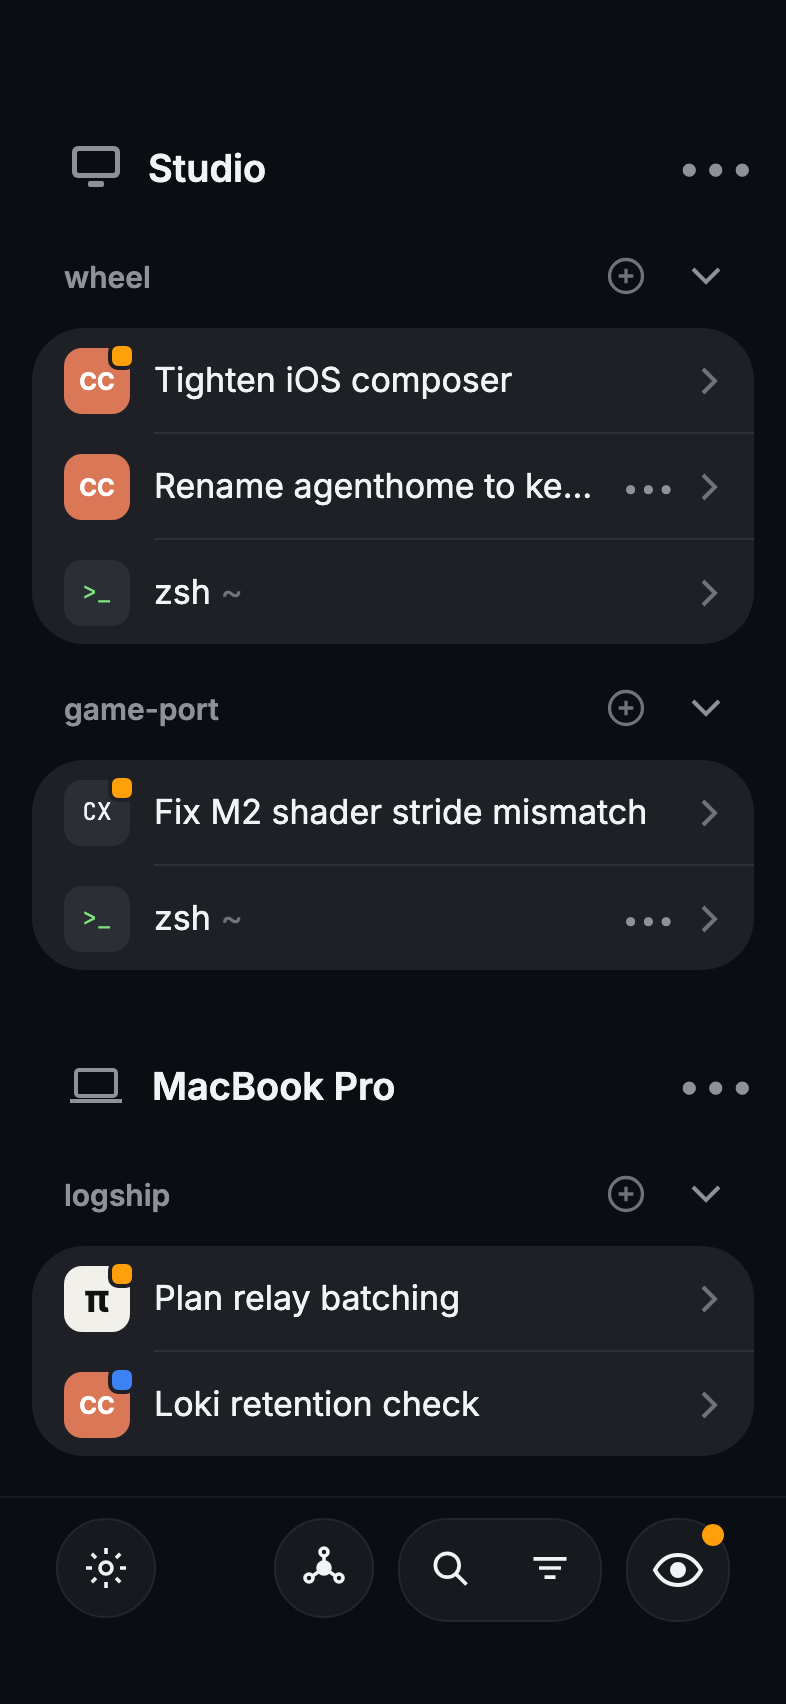 Studio
wheel
CC Tighten iOS composer
CC Rename agenthome to ke...
>_ zsh ~
game-port
CX Fix M2 shader stride mismatch
>_ zsh ~
MacBook Pro
logship
π Plan relay batching
CC Loki retention check